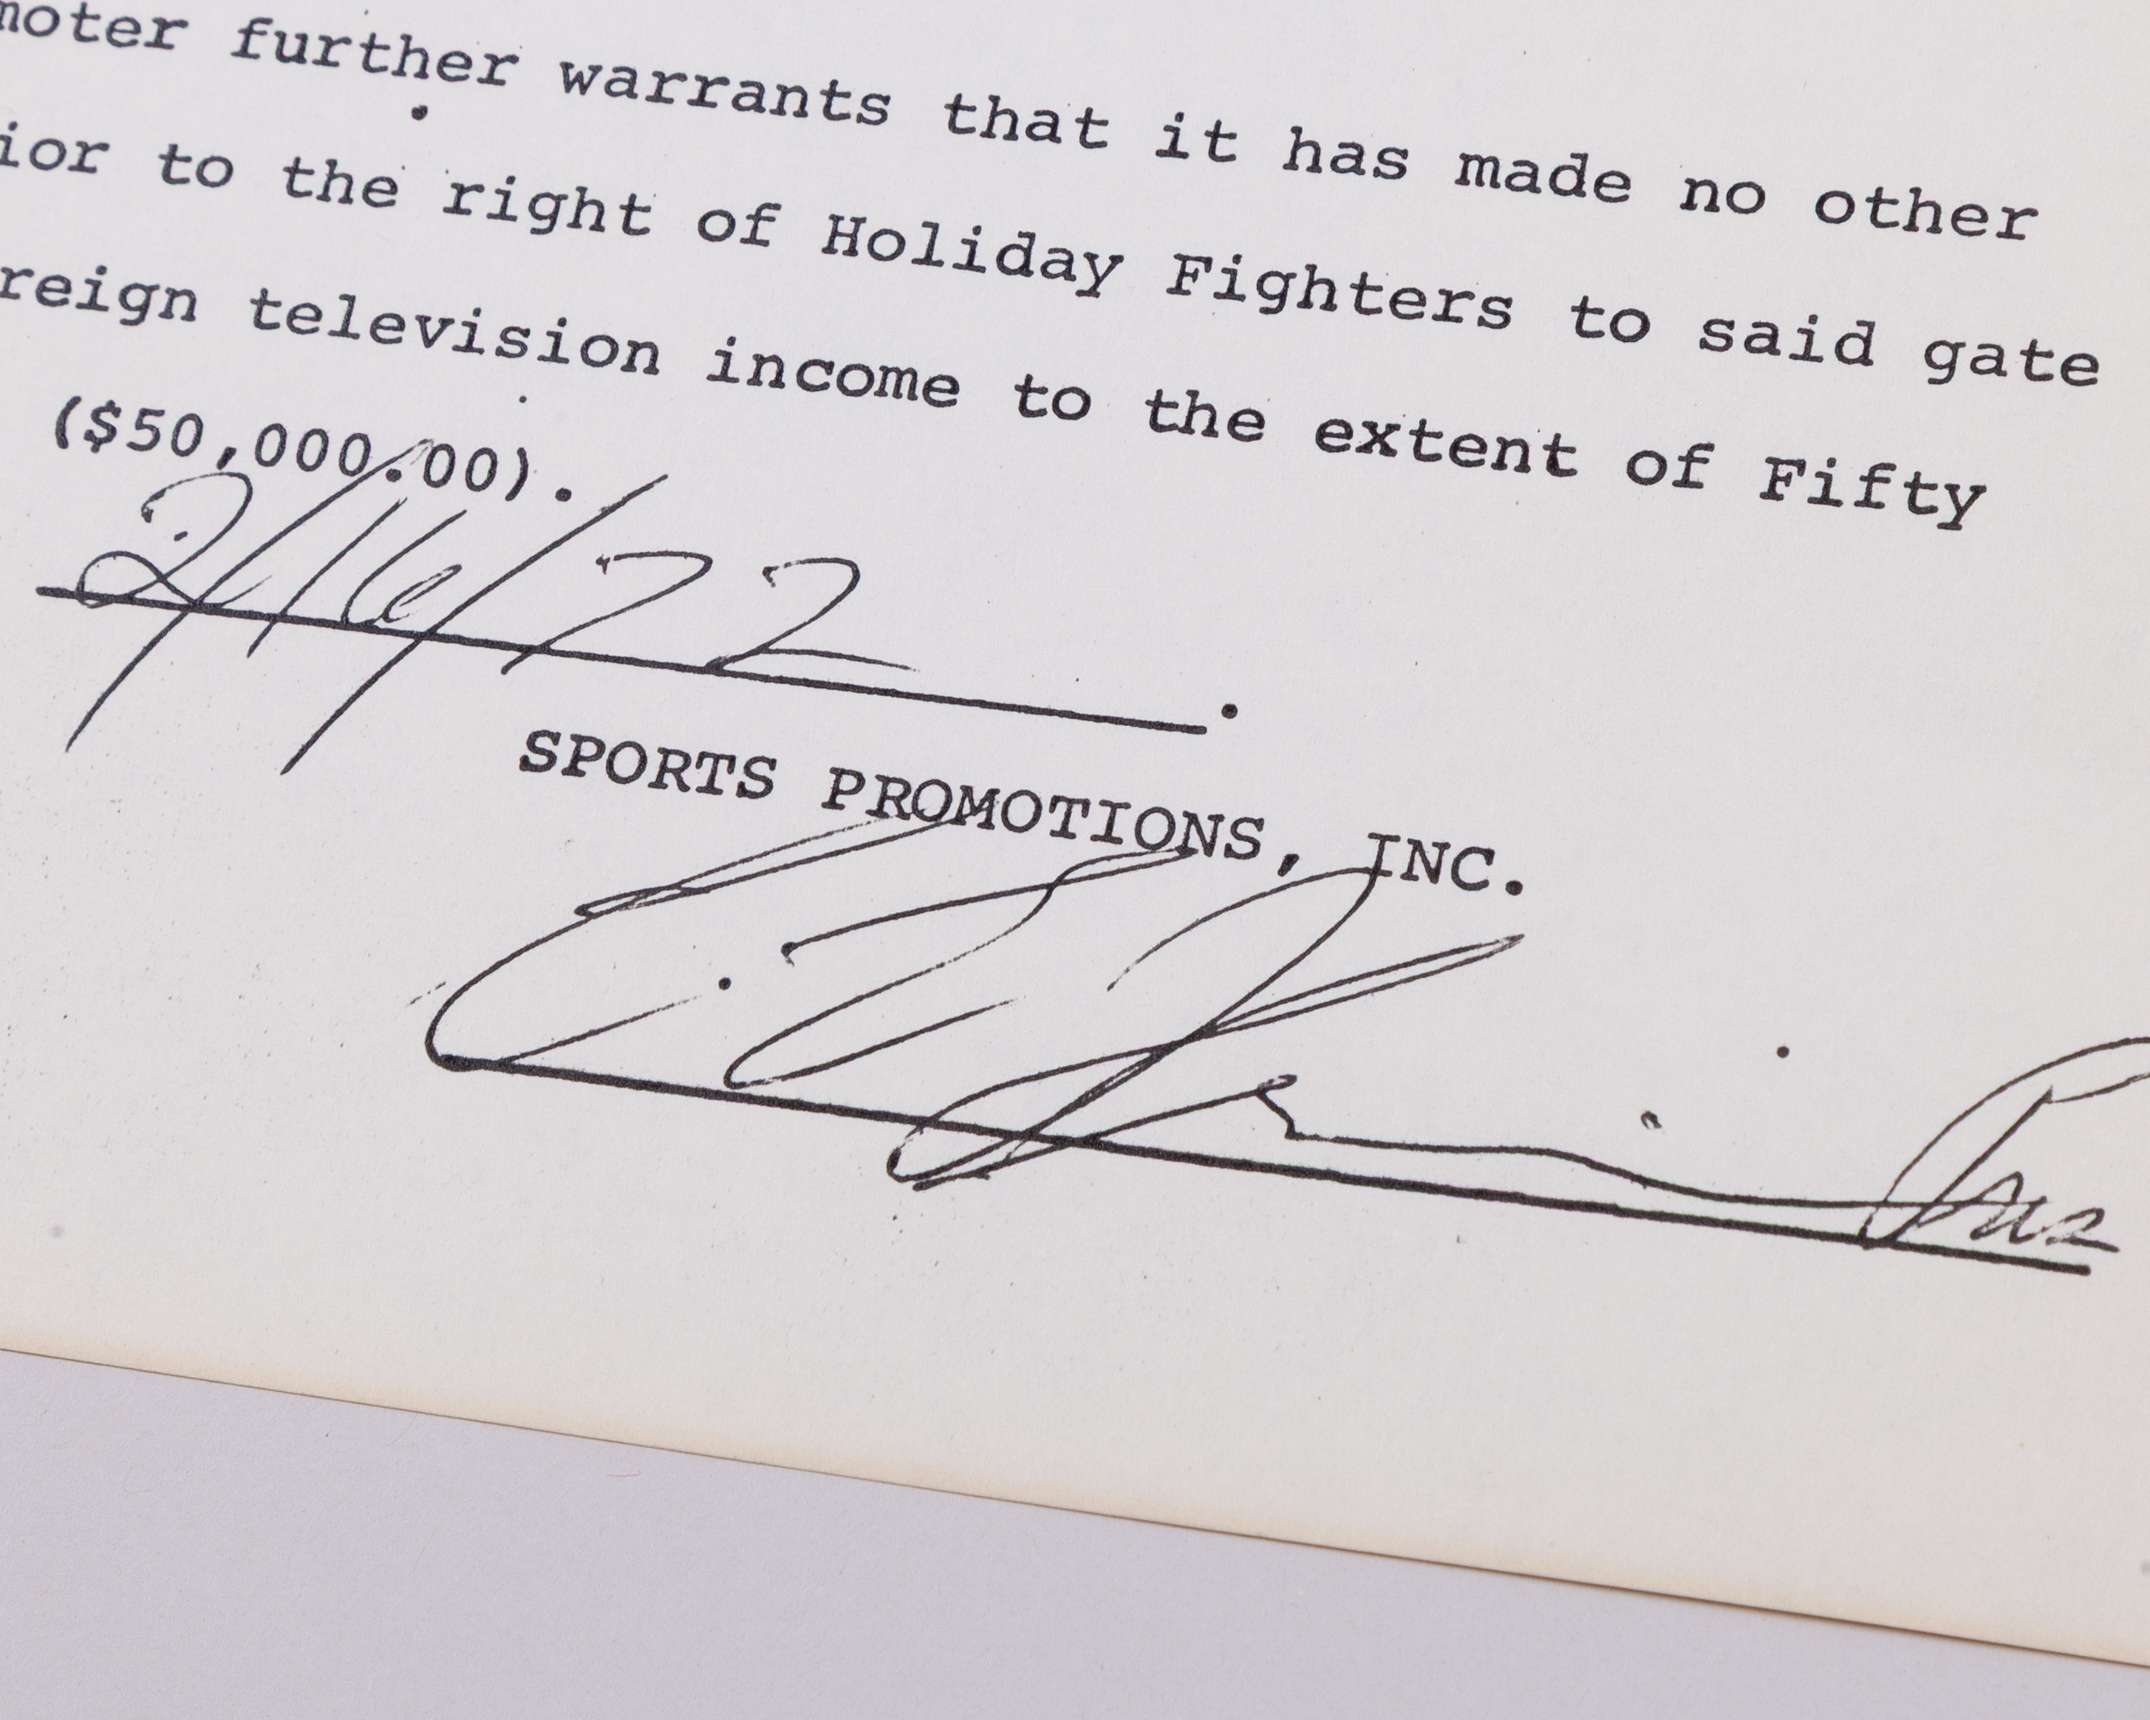 moter further warrants that it has made no other
ior to the right of Holiday Fighters to said gate
reign television income to the extent of Fifty
($50,000.00).
2/16/72
SPORTS PROMOTIONS, INC.